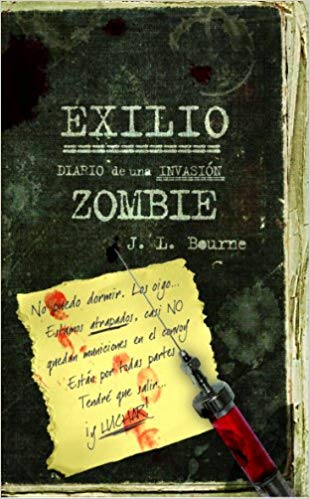 EXILIO
DIARIO de una INVASIÓN
ZOMBIE
J. L. Bourne
No puedo dormir. Los oigo...
Estamos atrapados, casi NO
quedan municiones en el convoy
Están por todas partes
Tendré que salir...
¡y LUCHAR!